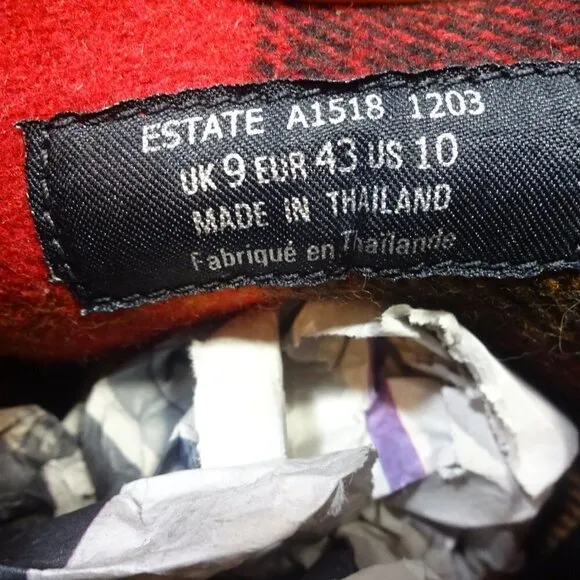 ESTATE A1518 1203
UK 9 EUR 43 US 10
MADE IN THAILAND
Fabriqué en Thaïlande